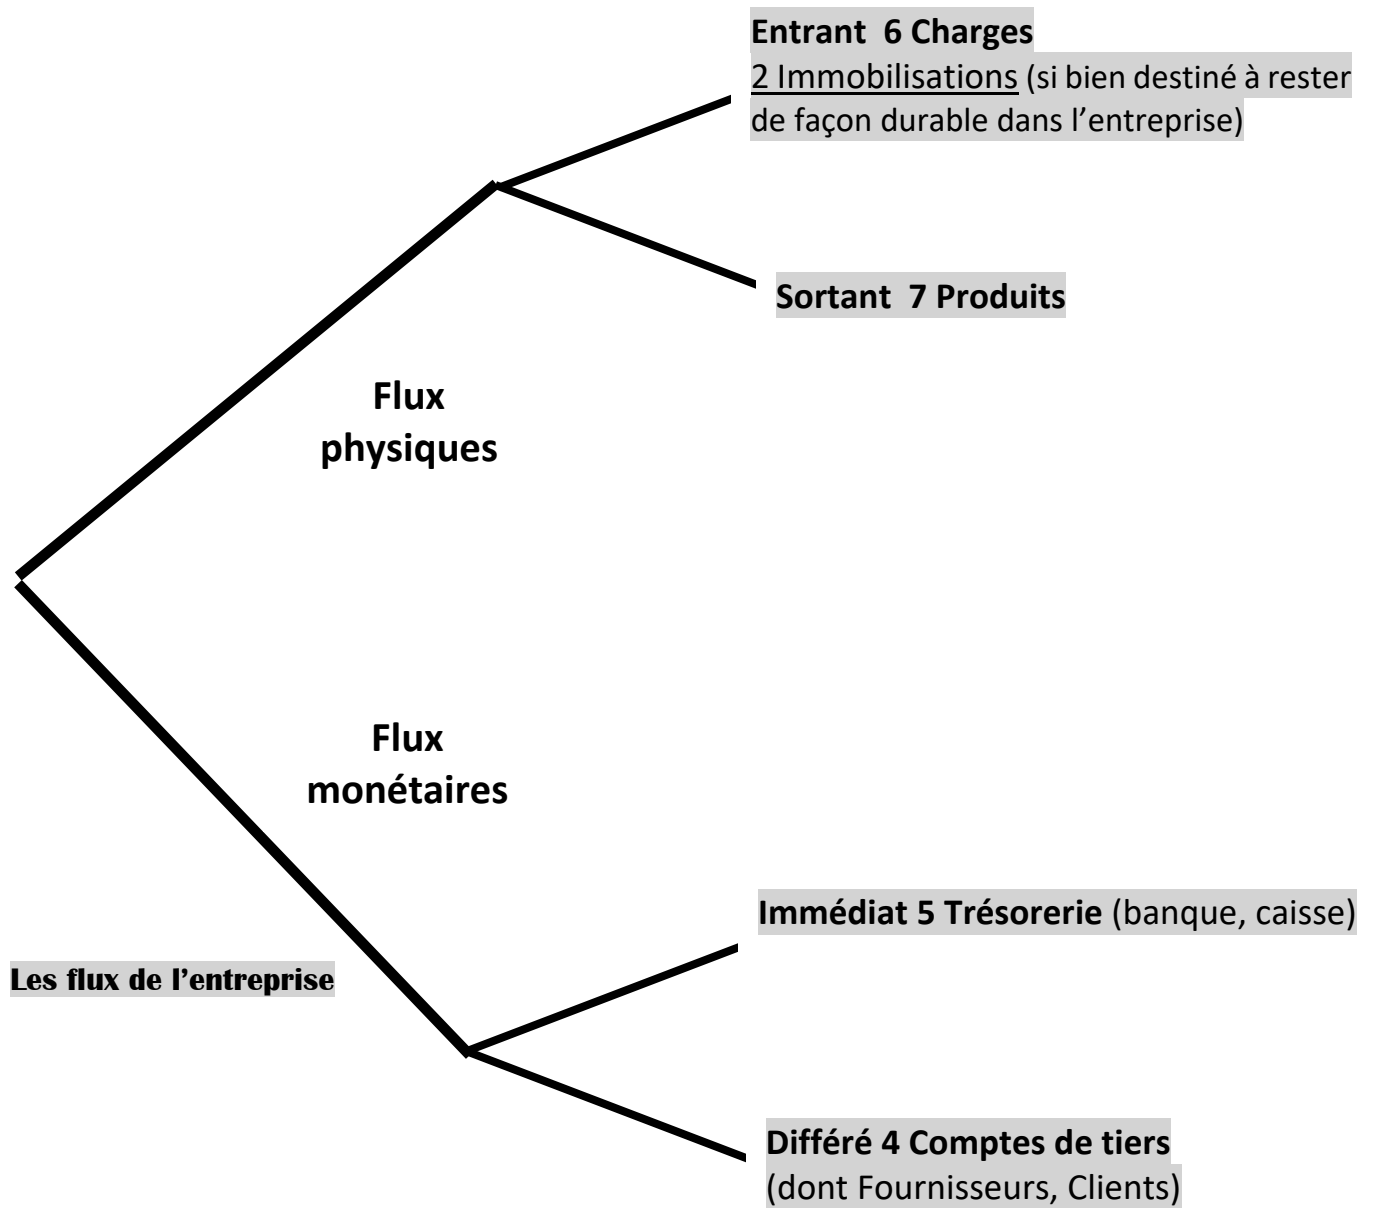 Entrant  6 Charges
2 Immobilisations (si bien destiné à rester
de façon durable dans l’entreprise)
Sortant  7 Produits
Flux
physiques
Flux
monétaires
Immédiat 5 Trésorerie (banque, caisse)
Les flux de l’entreprise
Différé 4 Comptes de tiers
(dont Fournisseurs, Clients)